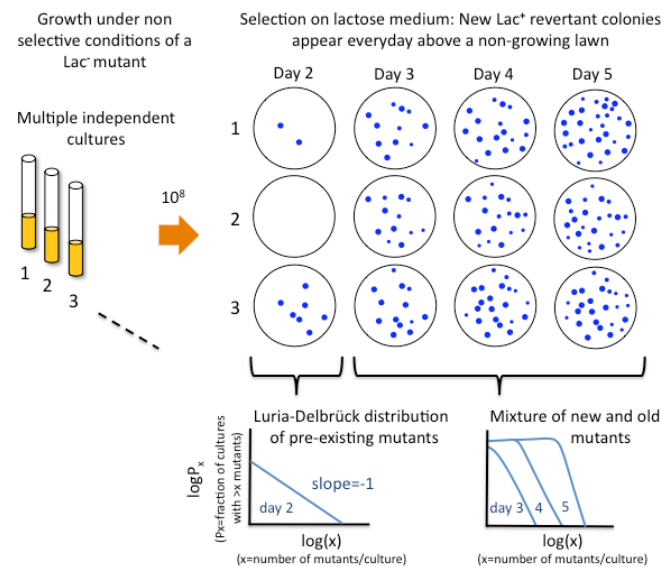 Growth under non
selective conditions of a
Lac⁻ mutant
Selection on lactose medium: New Lac⁺ revertant colonies
appear everyday above a non-growing lawn
Day 2
Day 3
Day 4
Day 5
Multiple independent
cultures
10⁸
1
2
3
1
2
3
Luria-Delbrück distribution
of pre-existing mutants
logPₓ
(Px=fraction of cultures
with >x mutants)
slope=-1
day 2
log(x)
(x=number of mutants/culture)
Mixture of new and old
mutants
day 3
4
5
log(x)
(x=number of mutants/culture)